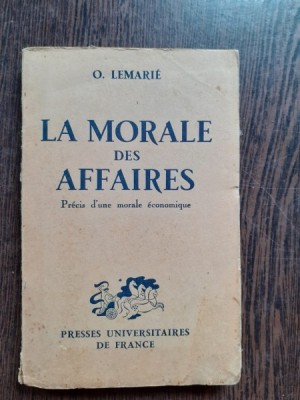 O. LEMARIÉ
LA MORALE
DES
AFFAIRES
Précis d'une morale économique
PRESSES UNIVERSITAIRES
DE FRANCE